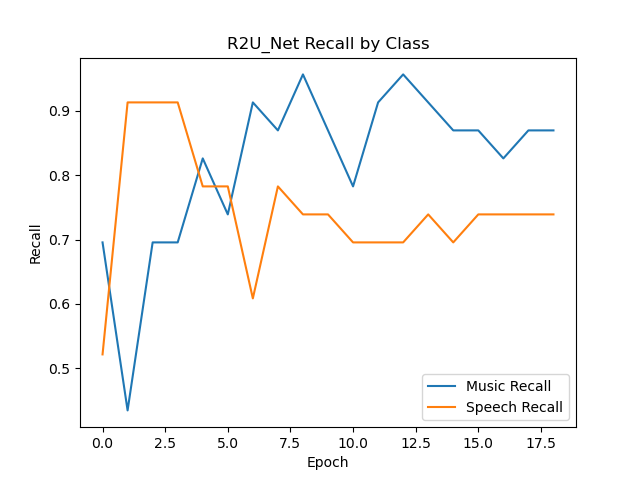 R2U_Net Recall by Class
Recall
0.9
0.8
0.7
0.6
0.5
0.0 2.5 5.0 7.5 10.0 12.5 15.0 17.5
Epoch
Music Recall
Speech Recall